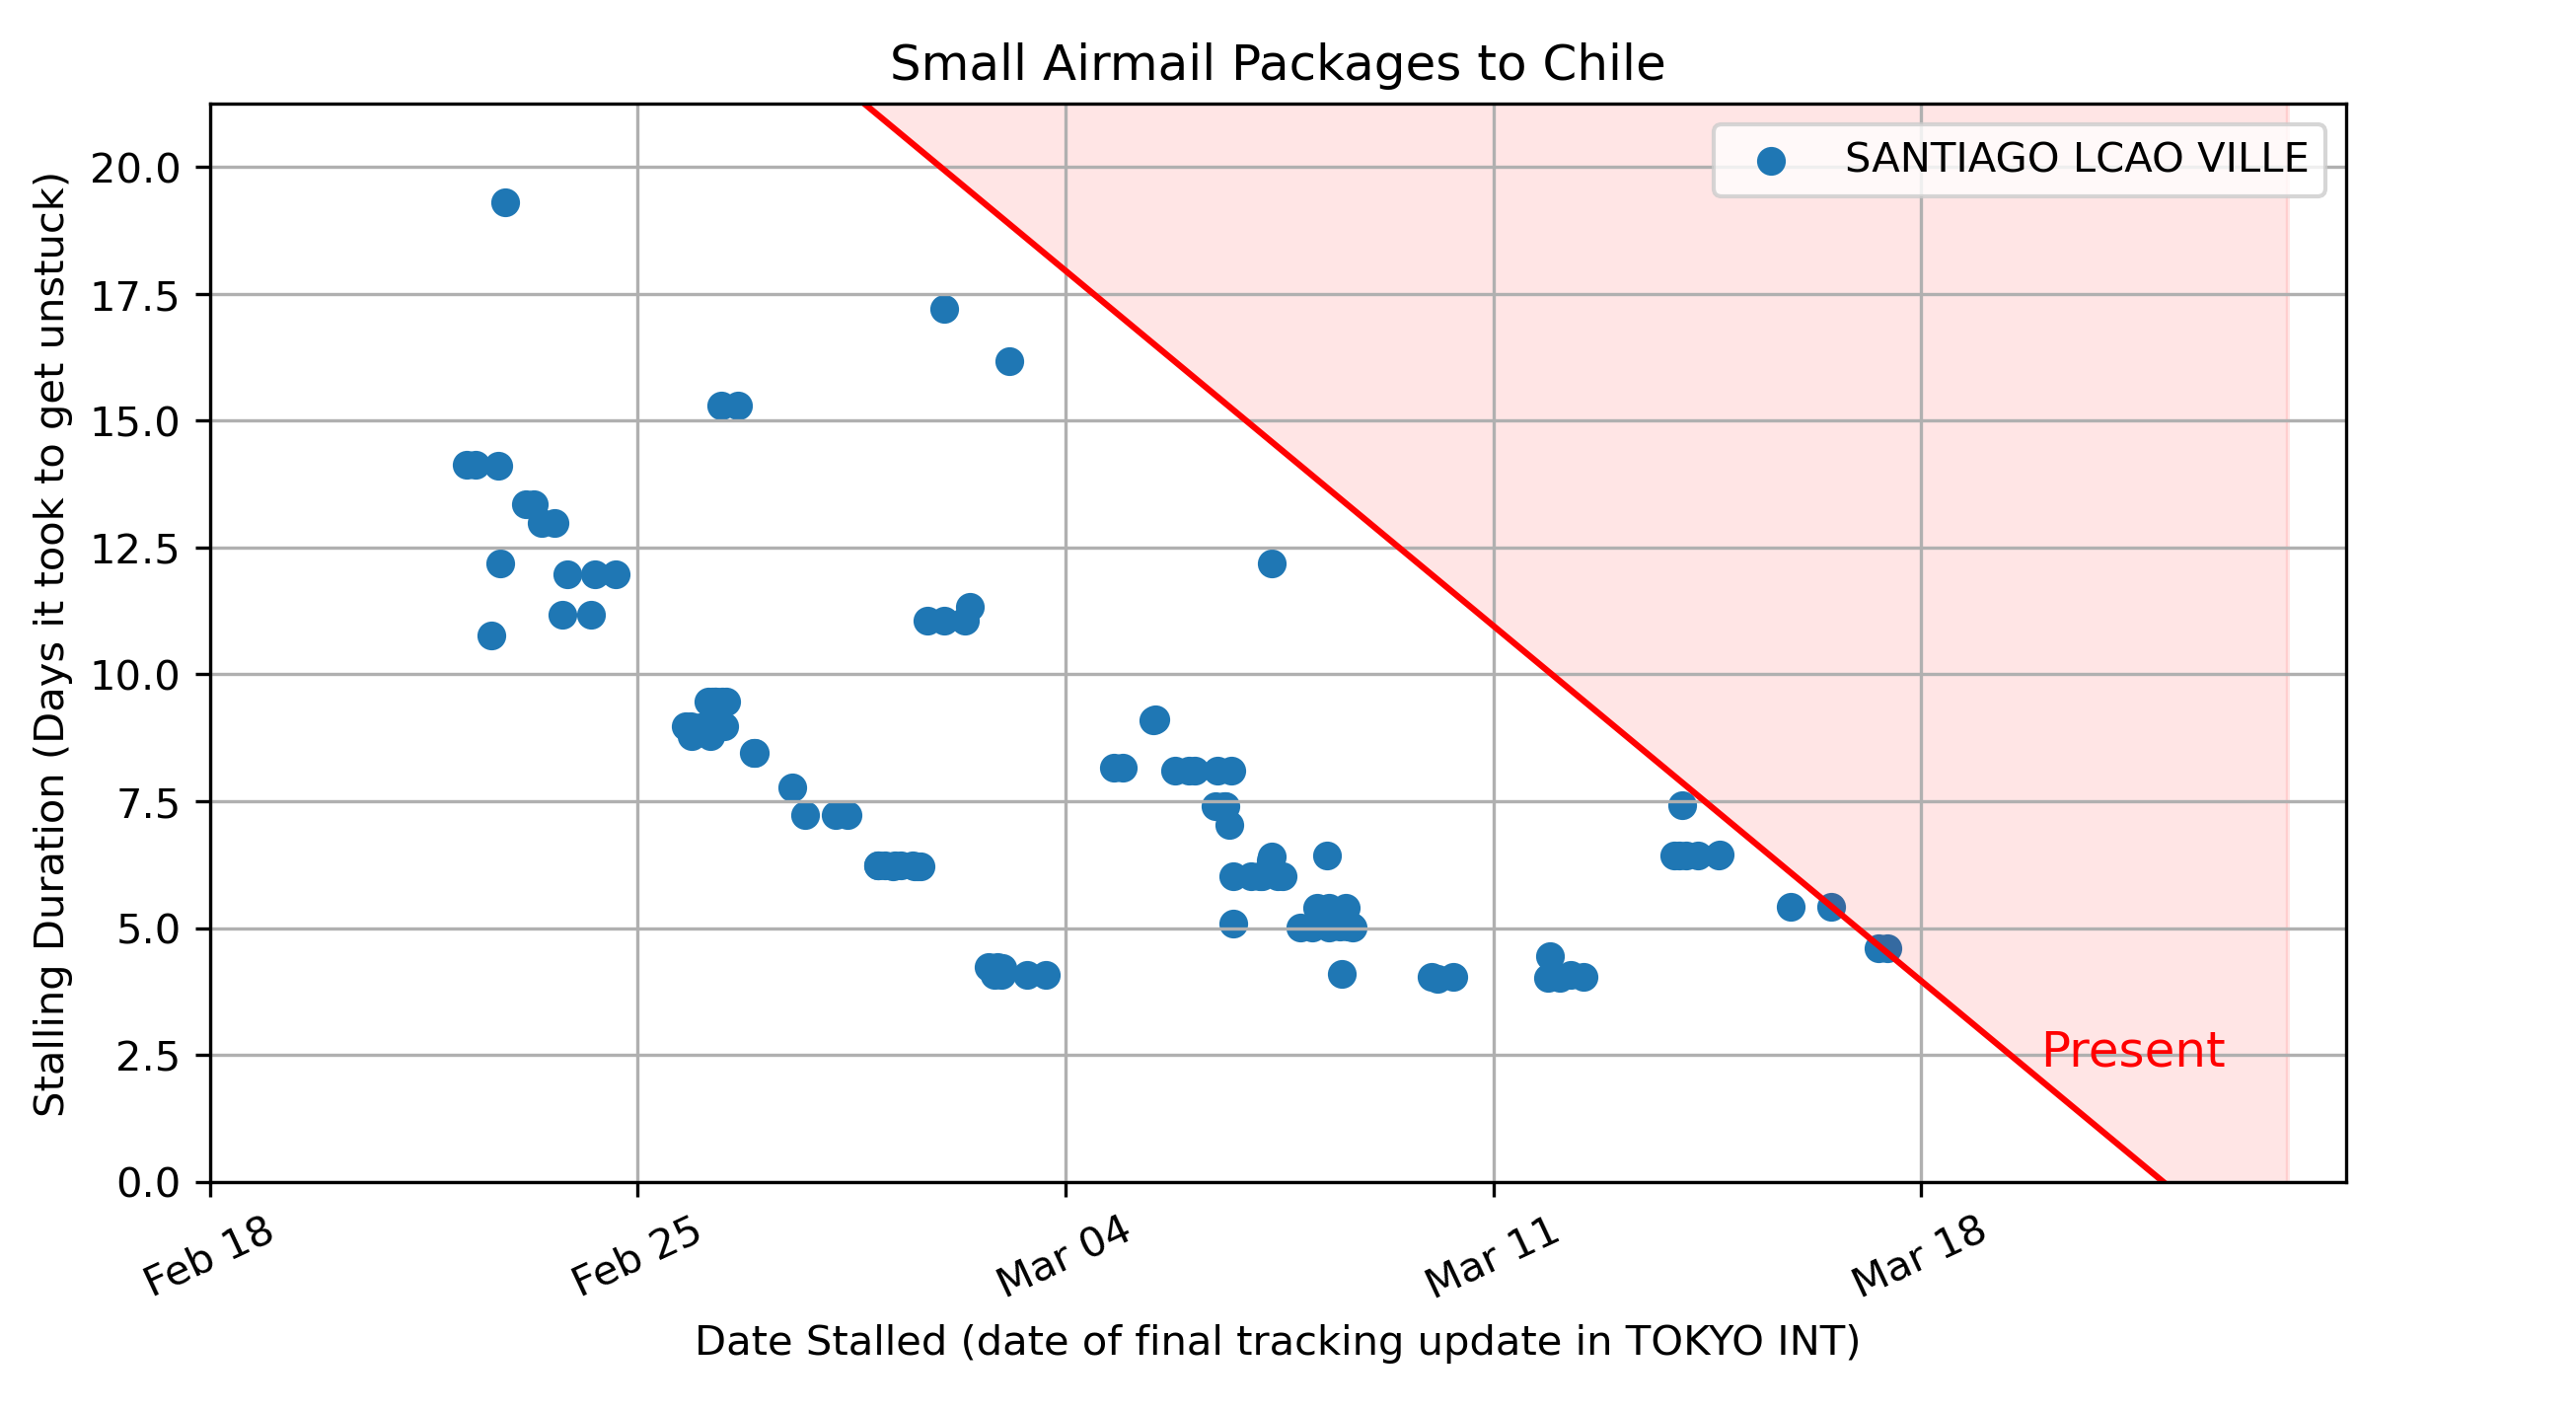 Small Airmail Packages to Chile
SANTIAGO LCAO VILLE
Stalling Duration (Days it took to get unstuck)
20.0
17.5
15.0
12.5
10.0
7.5
5.0
2.5
0.0
Present
Feb 18
Feb 25
Mar 04
Mar 11
Mar 18
Date Stalled (date of final tracking update in TOKYO INT)